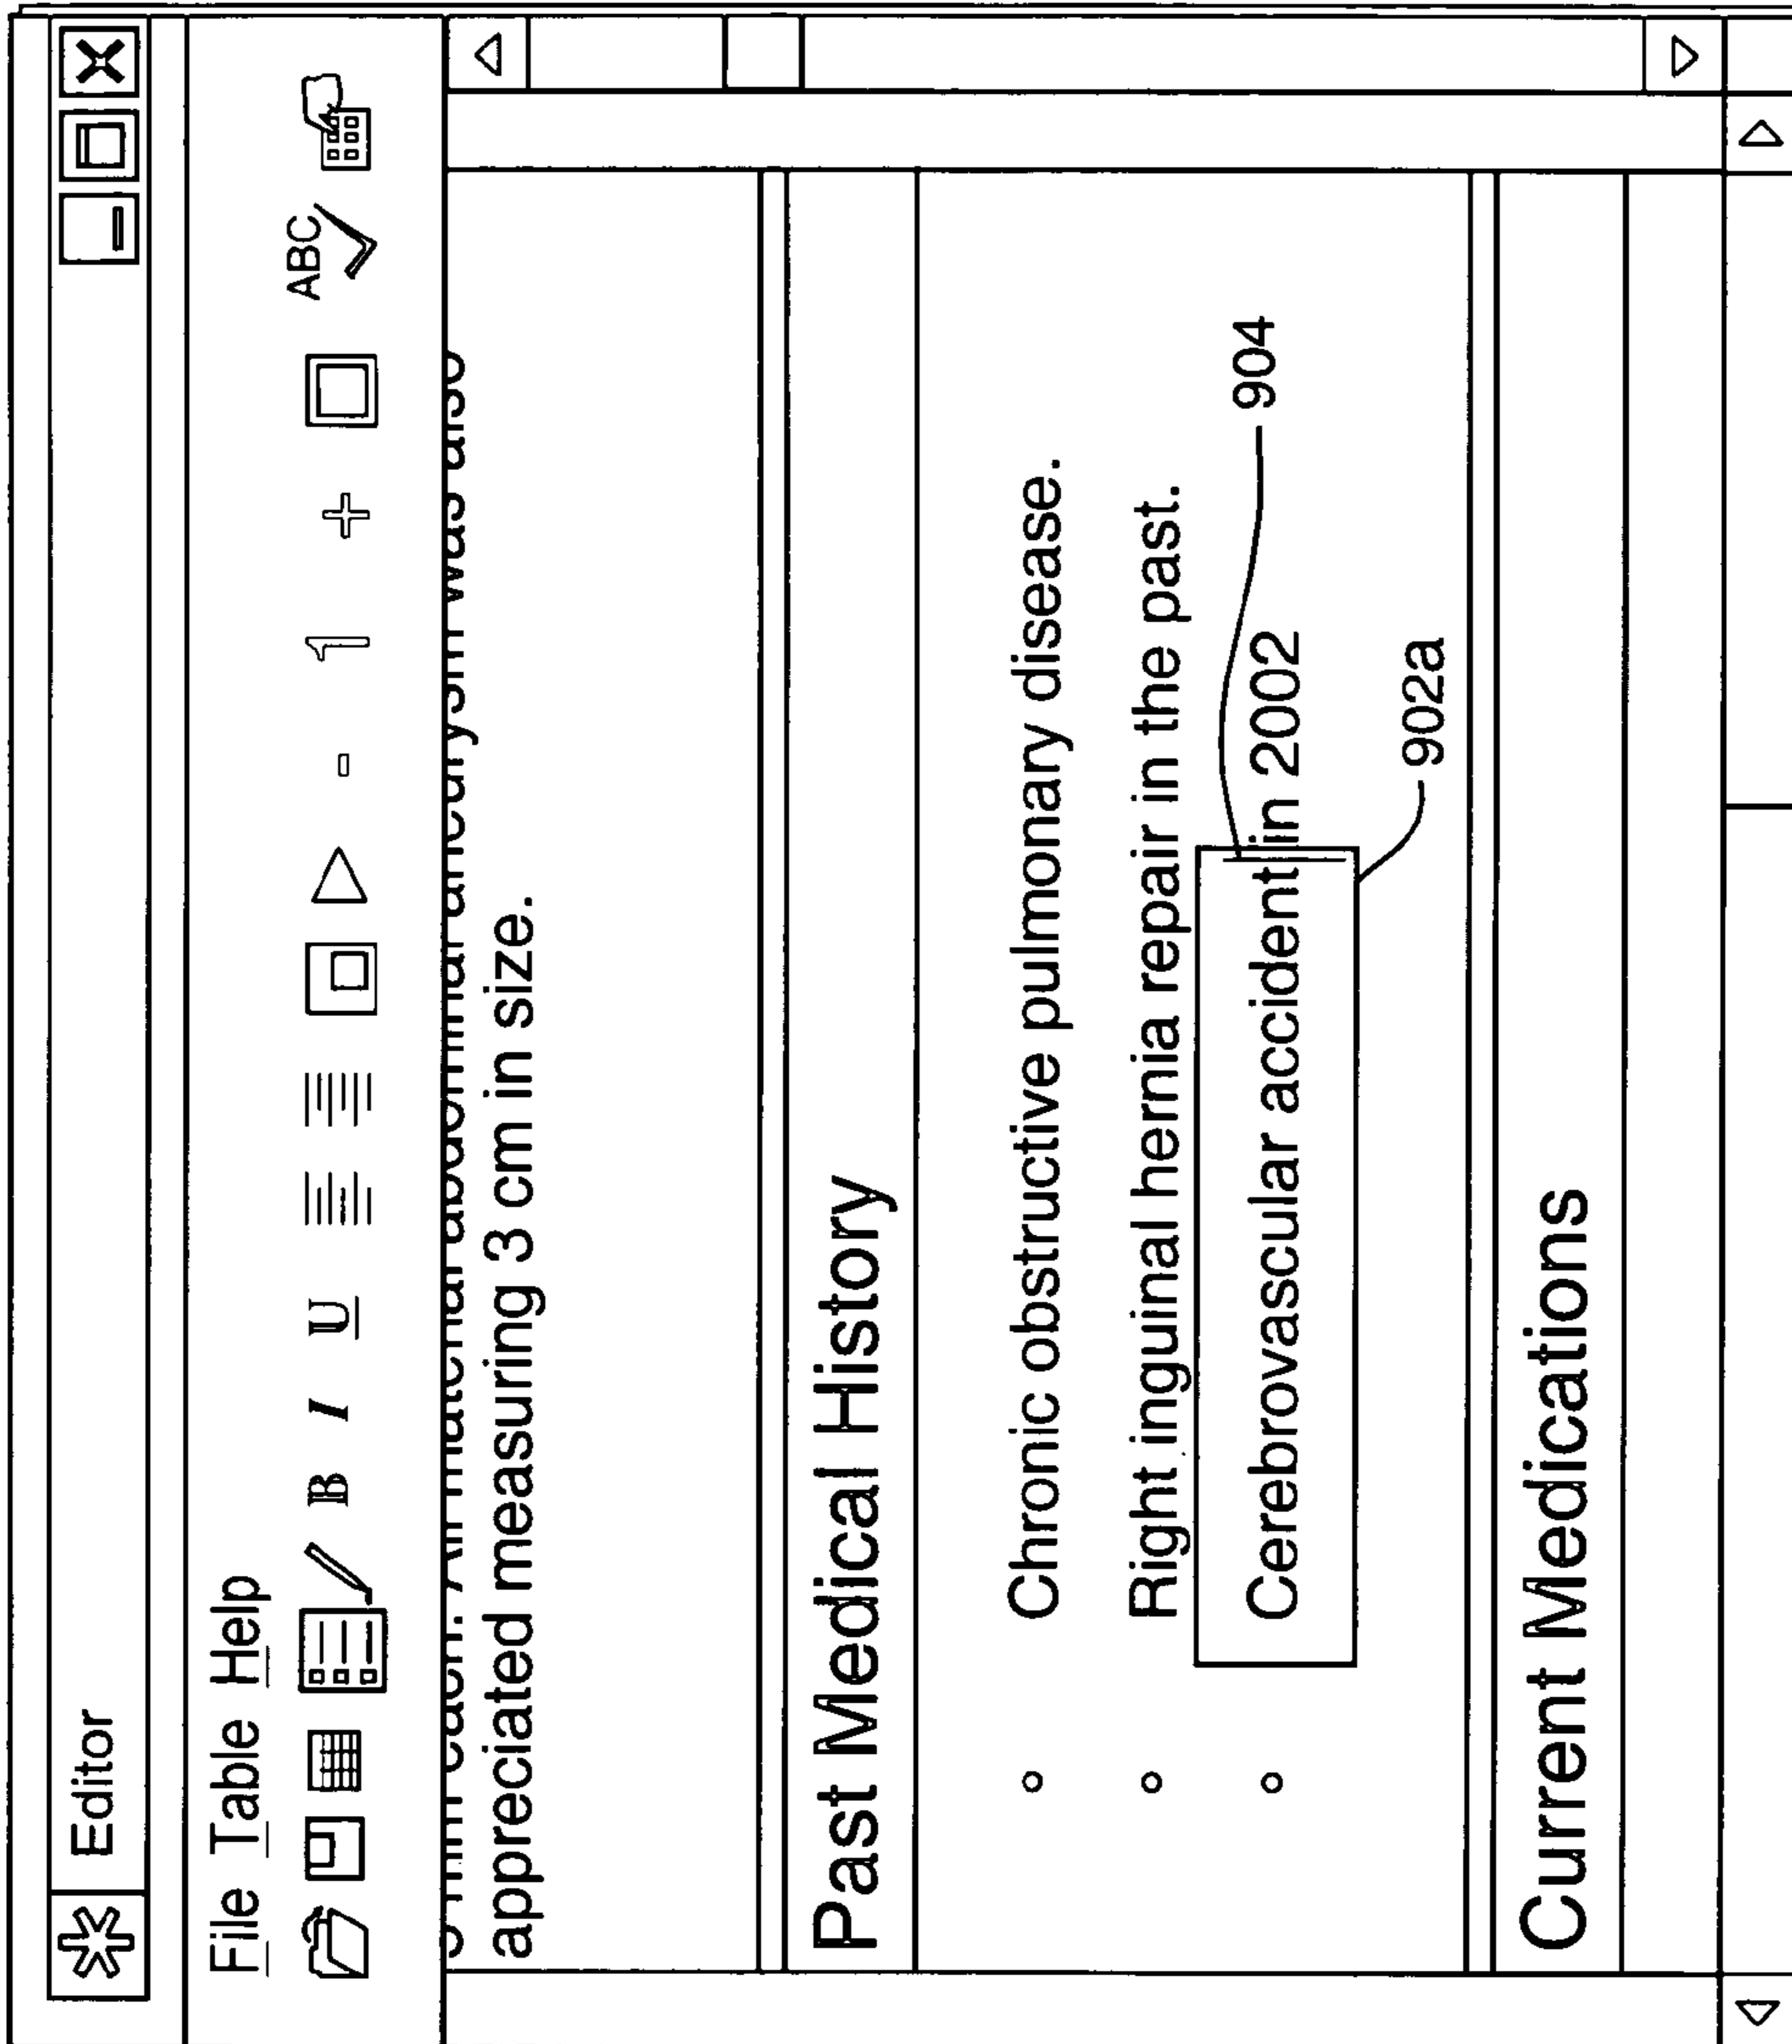 Editor
File Table Help
B I U - 1 + ABC
appreciated measuring 3 cm in size.
Past Medical History
Chronic obstructive pulmonary disease.
Right inguinal hernia repair in the past.
Cerebrovascular accident in 2002
904
902a
Current Medications